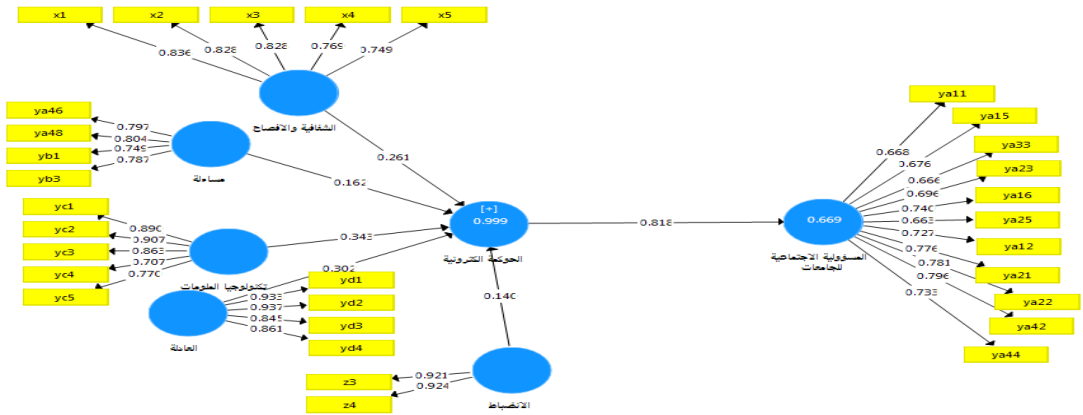 x1
x2
x3
x4
x5
0.836
0.828
0.828
0.769
0.749
الشفافية والافصاح
ya46
ya48
yb1
yb3
0.797
0.804
0.749
0.787
مساءلة
0.261
0.162
yc1
yc2
yc3
yc4
yc5
0.890
0.907
0.863
0.707
0.770
تكنولوجيا العلومات
0.343
0.302
yd1
yd2
yd3
yd4
0.933
0.937
0.845
0.861
العادلة
[+]
0.999
الحوكمة الكترونية
0.140
z3
z4
0.921
0.924
الانضباط
0.818
0.669
المسؤولية الاجتماعية
للجامعات
ya11
ya15
ya33
ya23
ya16
ya25
ya12
ya21
ya22
ya42
ya44
0.668
0.676
0.666
0.696
0.740
0.663
0.727
0.776
0.781
0.796
0.733